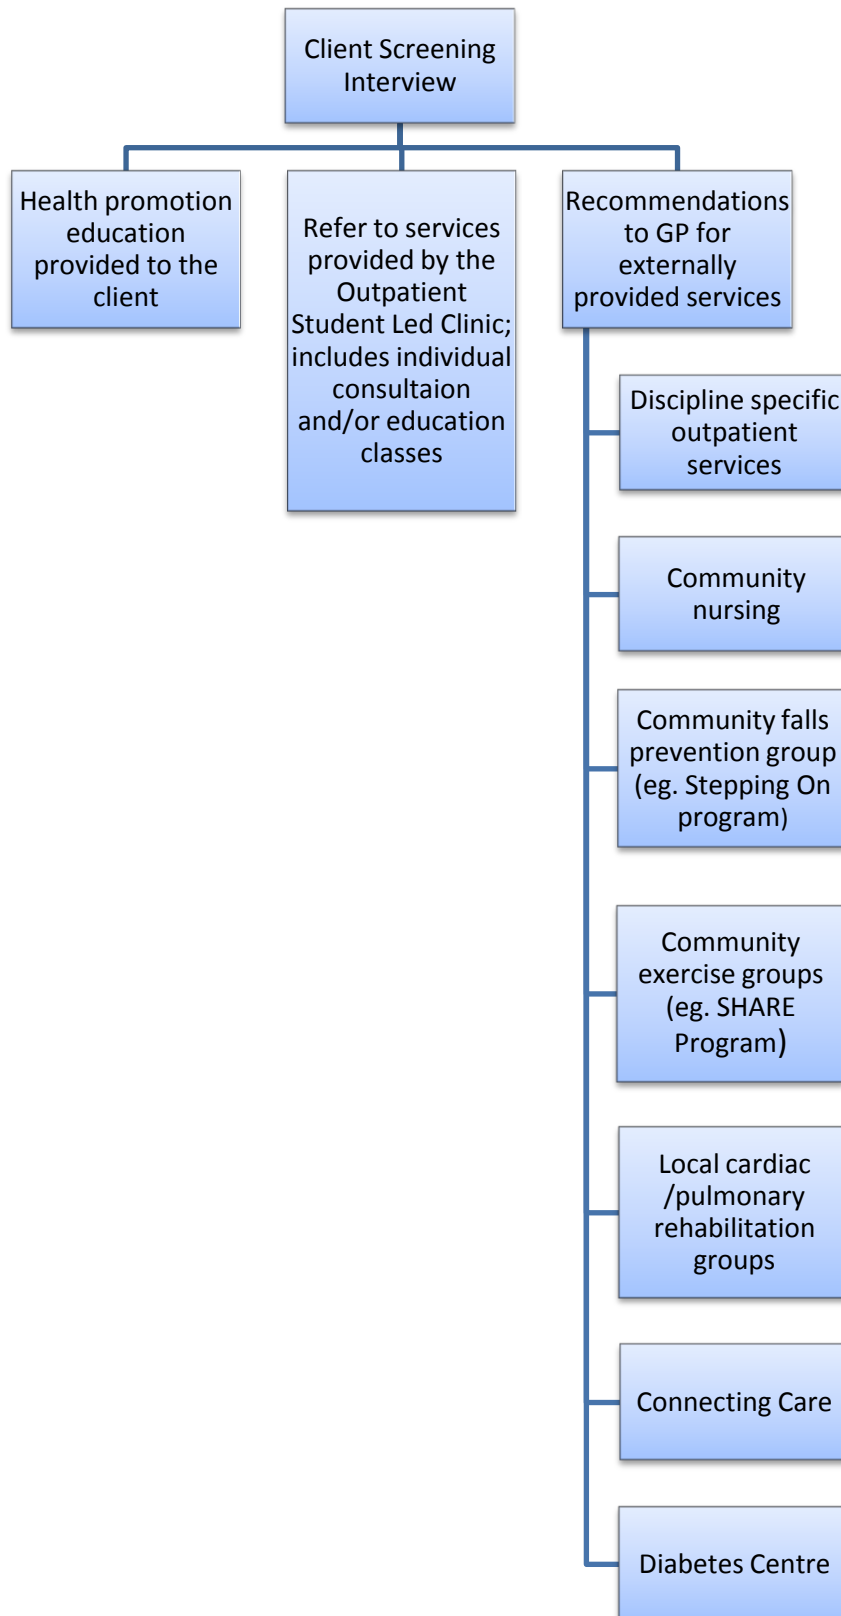 Client Screening
Interview
Health promotion
education
provided to the
client
Refer to services
provided by the
Outpatient
Student Led Clinic;
includes individual
consultaion
and/or education
classes
Recommendations
to GP for
externally
provided services
Discipline specific
outpatient
services
Community
nursing
Community falls
prevention group
(eg. Stepping On
program)
Community
exercise groups
(eg. SHARE
Program)
Local cardiac
/pulmonary
rehabilitation
groups
Connecting Care
Diabetes Centre